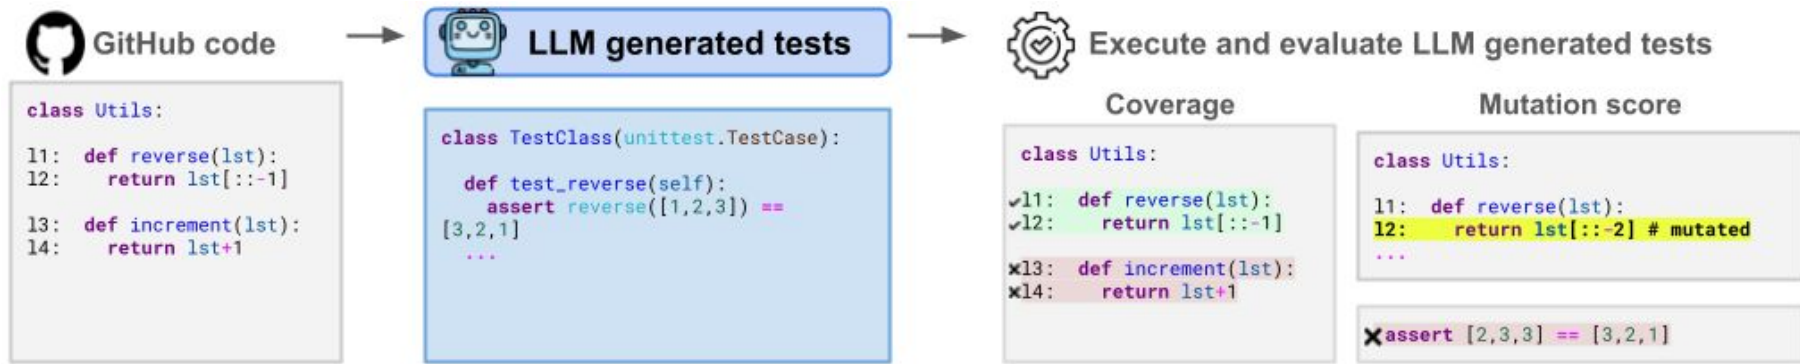 GitHub code
class Utils:
l1: def reverse(lst):
l2: return lst[::-1]
l3: def increment(lst):
l4: return lst+1
LLM generated tests
class TestClass(unittest.TestCase):
def test_reverse(self):
assert reverse([1,2,3]) ==
[3,2,1]
...
Execute and evaluate LLM generated tests
Coverage
class Utils:
✓l1: def reverse(lst):
✓l2: return lst[::-1]
×l3: def increment(lst):
×l4: return lst+1
Mutation score
class Utils:
l1: def reverse(lst):
l2: return lst[::-2] # mutated
...
×assert [2,3,3] == [3,2,1]